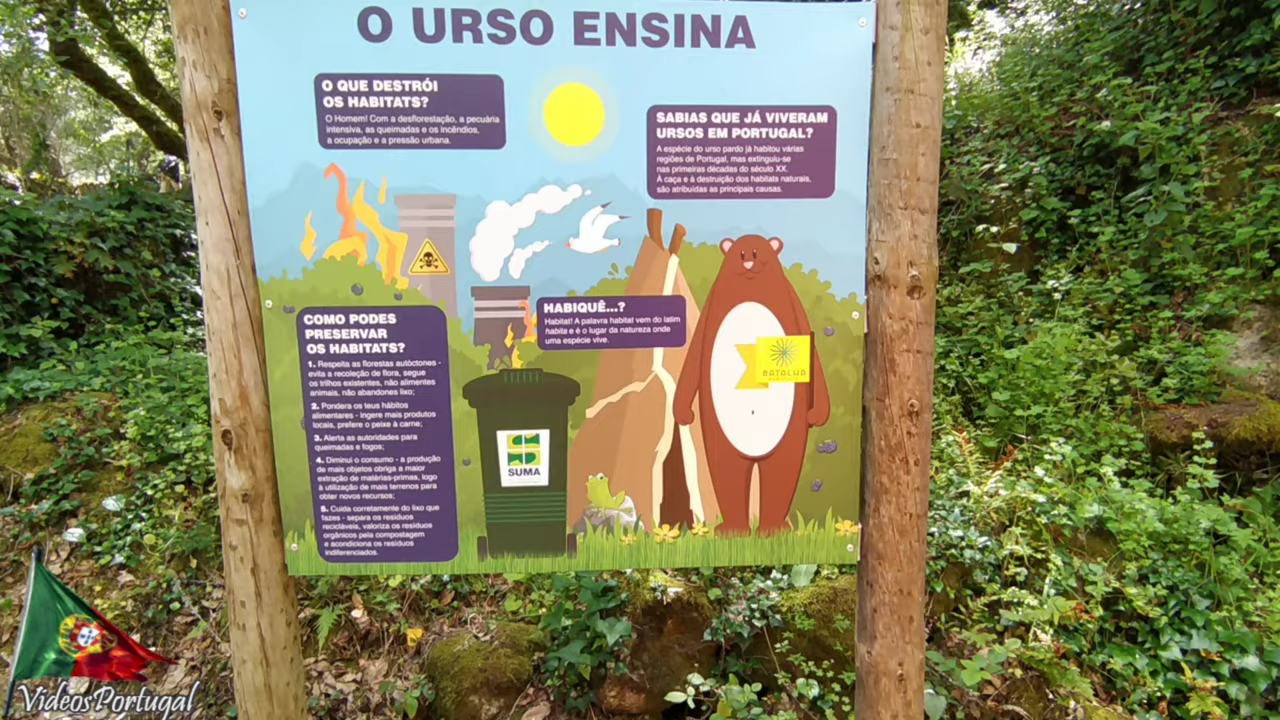 O URSO ENSINA
O QUE DESTRÓI
OS HABITATS?
O Homem! Com a desflorestação, a pecuária
intensiva, as queimadas e os incêndios,
a ocupação e a pressão urbana.
SABIAS QUE JÁ VIVERAM
URSOS EM PORTUGAL?
A espécie do urso pardo já habitou várias
regiões de Portugal, mas extinguiu-se
nas primeiras décadas do século XX.
À caça e à destruição dos habitats naturais,
são atribuídas as principais causas.
HABIQUÊ...?
Habitat! A palavra habitat vem do latim
habita e é o lugar da natureza onde
uma espécie vive.
COMO PODES
PRESERVAR
OS HABITATS?
1. Respeita as florestas autóctones -
evita a recoleção de flora, segue
os trilhos existentes, não alimentes
animais, não abandones lixo;
2. Pondera os teus hábitos
alimentares - ingere mais produtos
locais, prefere o peixe à carne;
3. Alerta as autoridades para
queimadas e fogos;
4. Diminui o consumo - a produção
de mais objetos obriga a maior
extração de matérias-primas, logo
à utilização de mais terrenos para
obter novos recursos;
5. Cuida corretamente do lixo que
fazes - separa os resíduos
recicláveis, valoriza os resíduos
orgânicos pela compostagem
e acondiciona os resíduos
indiferenciados.
SUMA
BATALHA
VideosPortugal